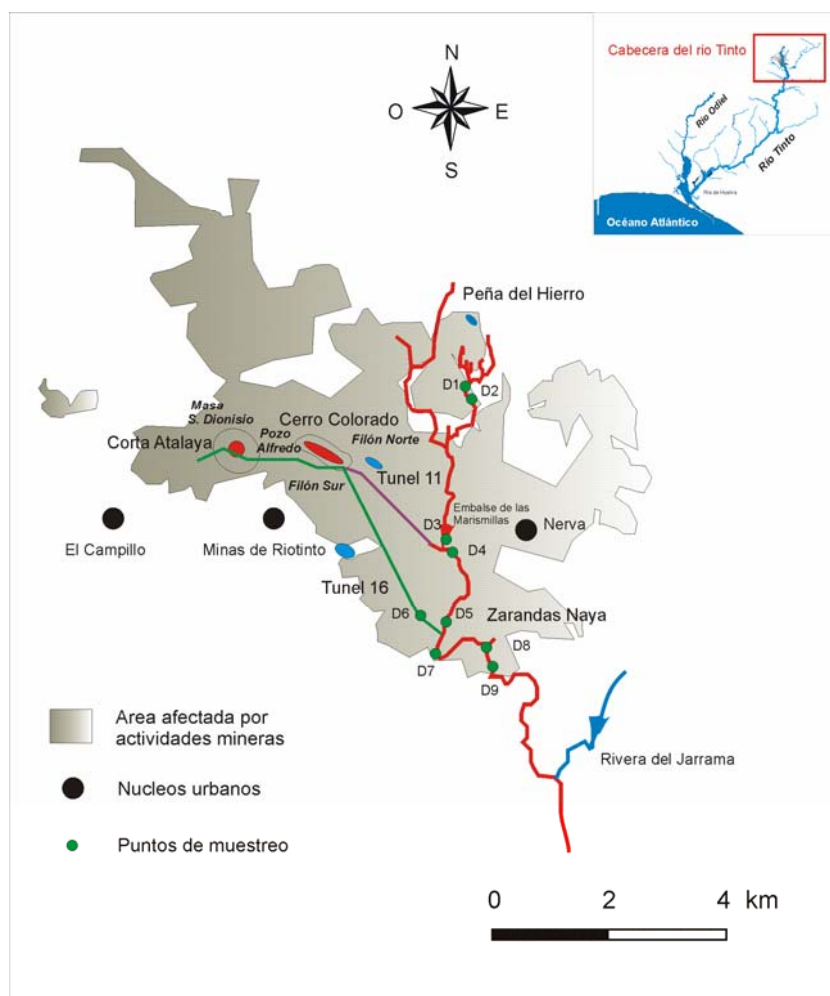 N
O
E
S
Cabecera del río Tinto
Río Odiel
Río Tinto
Ría de Huelva
Océano Atlántico
Peña del Hierro
D1
D2
Masa
S. Dionisio
Cerro Colorado
Corta Atalaya
Pozo
Alfredo
Filón Norte
Filón Sur
Tunel 11
Embalse de las
Marismillas
D3
Nerva
El Campillo
Minas de Riotinto
D4
Tunel 16
D6
D5
Zarandas Naya
D7
D8
D9
Area afectada por
actividades mineras
Rivera del Jarrama
Nucleos urbanos
Puntos de muestreo
0 2 4 km